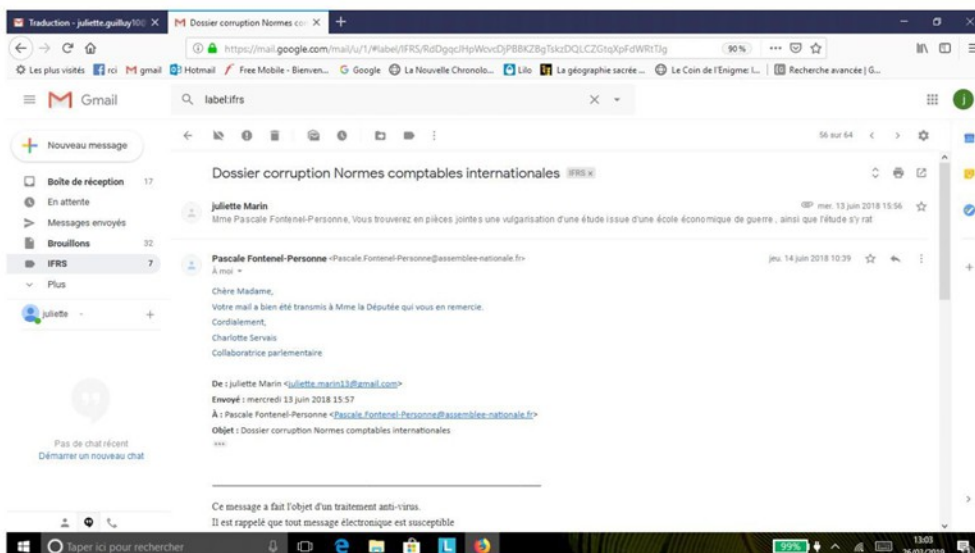 Traduction - juliette.guilluy10
Dossier corruption Normes co
https://mail.google.com/mail/u/1/#label/IFRS/
90%
Les plus visités
rci
M gmail
Hotmail
Free Mobile - Bienven...
Google
La Nouvelle Chronolo...
Lilo
La géographie sacrée ...
Le Coin de l'Enigme: l...
Recherche avancée | G...
Gmail
label:ifrs
j
Nouveau message
56 sur 64
Boîte de réception 17
En attente
Messages envoyés
Brouillons 32
IFRS 7
Plus
juliette
Pas de chat récent
Démarrer un nouveau chat
Dossier corruption Normes comptables internationales IFRS x
juliette Marin
mer. 13 juin 2018 15:56
Mme Pascale Fontenel-Personne, Vous trouverez en pièces jointes une vulgarisation d'une étude issue d'une école économique de guerre , ainsi que l'étude s'y rat
Pascale Fontenel-Personne <Pascale.Fontenel-Personne@assemblee-nationale.fr>
jeu. 14 juin 2018 10:39
À moi
Chère Madame,
Votre mail a bien été transmis à Mme la Députée qui vous en remercie.
Cordialement,
Charlotte Servais
Collaboratrice parlementaire
De : juliette Marin <juliette.marin13@gmail.com>
Envoyé : mercredi 13 juin 2018 15:57
À : Pascale Fontenel-Personne <Pascale.Fontenel-Personne@assemblee-nationale.fr>
Objet : Dossier corruption Normes comptables internationales
Ce message a fait l'objet d'un traitement anti-virus.
Il est rappelé que tout message électronique est susceptible
Taper ici pour rechercher
99%
13:03
26/03/2019